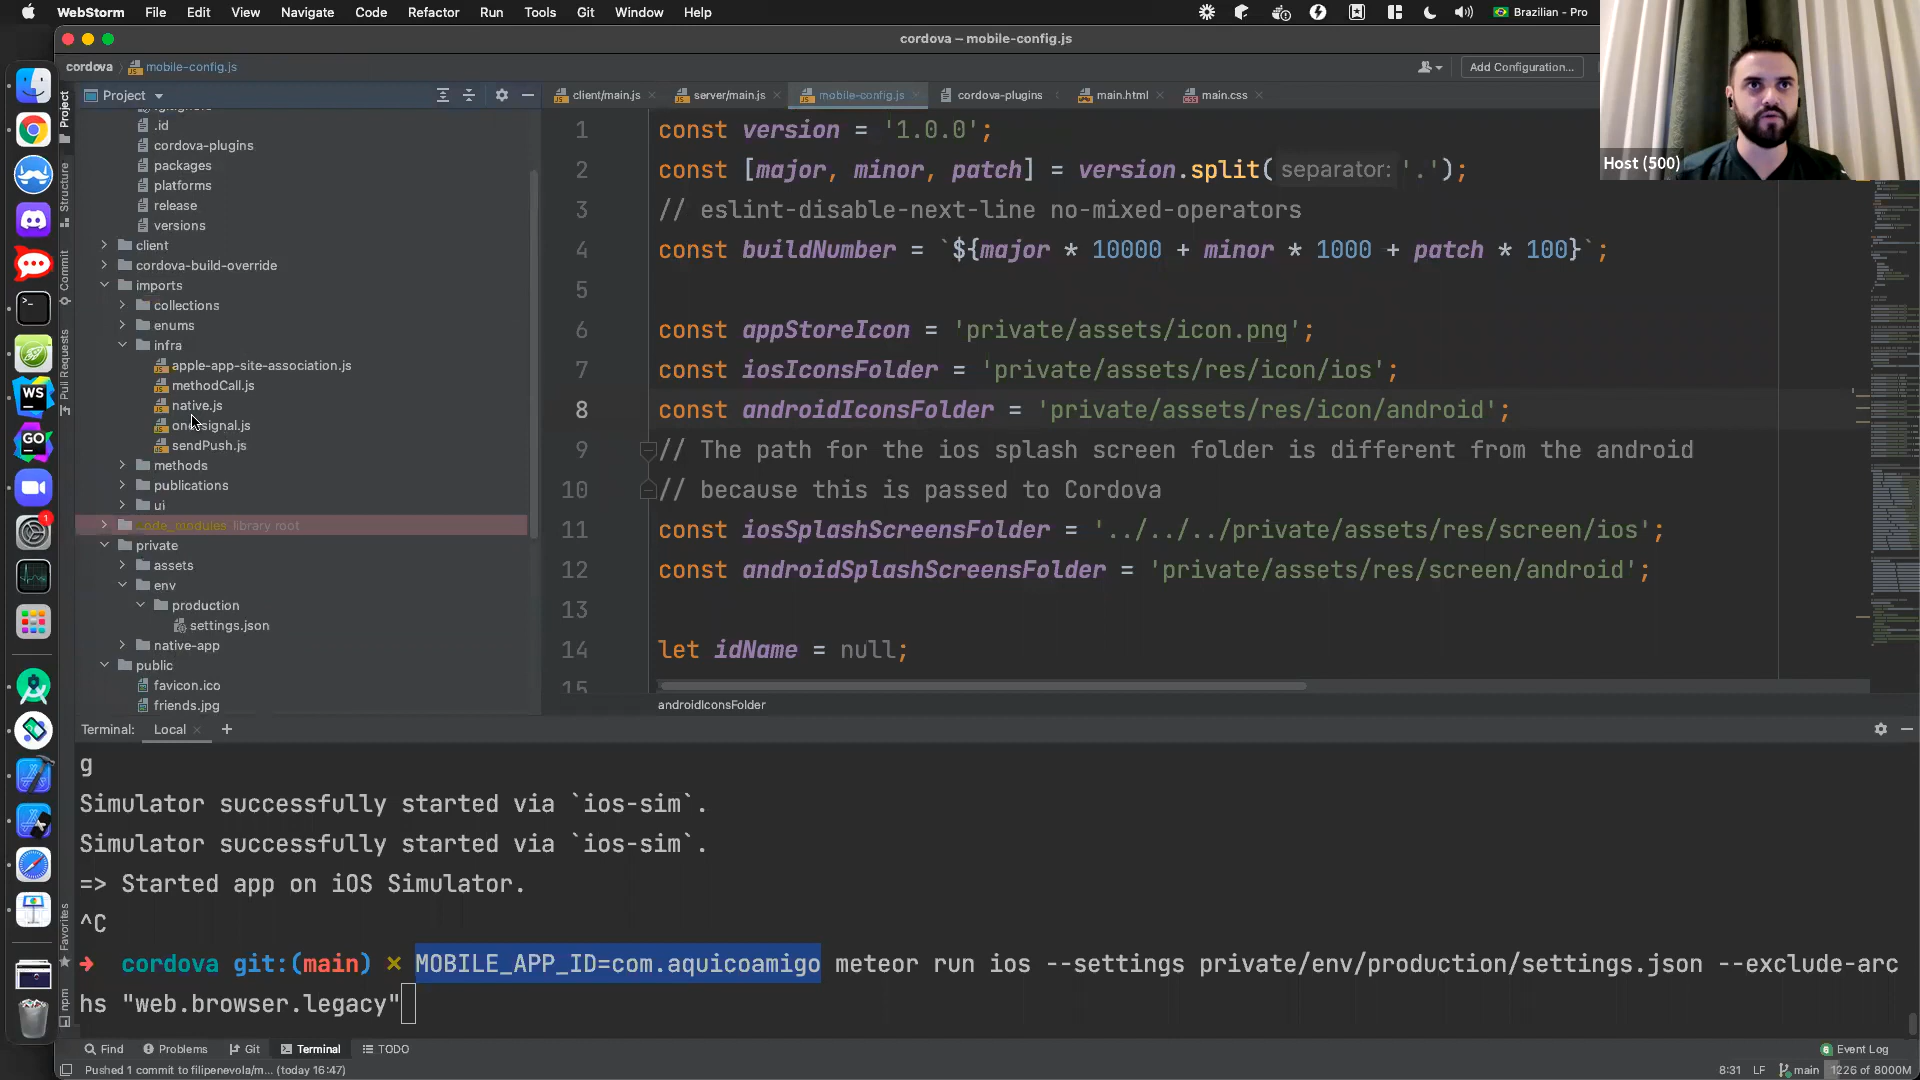 WebStorm File Edit View Navigate Code Refactor Run Tools Git Window Help Brazilian - Pro
cordova – mobile-config.js
cordova mobile-config.js Add Configuration...
Host (500)
Project
client/main.js server/main.js mobile-config.js cordova-plugins main.html main.css
Project
Structure
Commit
Pull Requests
Favorites
npm
.id
cordova-plugins
packages
platforms
release
versions
client
cordova-build-override
imports
collections
enums
infra
apple-app-site-association.js
methodCall.js
native.js
onesignal.js
sendPush.js
methods
publications
ui
node_modules library root
private
assets
env
production
settings.json
native-app
public
favicon.ico
friends.jpg
1 const version = '1.0.0';
2 const [major, minor, patch] = version.split( separator: '.');
3 // eslint-disable-next-line no-mixed-operators
4 const buildNumber = `${major * 10000 + minor * 1000 + patch * 100}`;
5
6 const appStoreIcon = 'private/assets/icon.png';
7 const iosIconsFolder = 'private/assets/res/icon/ios';
8 const androidIconsFolder = 'private/assets/res/icon/android';
9 // The path for the ios splash screen folder is different from the android
10 // because this is passed to Cordova
11 const iosSplashScreensFolder = '../../../private/assets/res/screen/ios';
12 const androidSplashScreensFolder = 'private/assets/res/screen/android';
13
14 let idName = null;
15
androidIconsFolder
Terminal: Local +
g
Simulator successfully started via `ios-sim`.
Simulator successfully started via `ios-sim`.
=> Started app on iOS Simulator.
^C
➜ cordova git:(main) ✗ MOBILE_APP_ID=com.aquicoamigo meteor run ios --settings private/env/production/settings.json --exclude-arc
hs "web.browser.legacy"
Find Problems Git Terminal TODO 6 Event Log
Pushed 1 commit to filipenevola/m... (today 16:47) 8:31 LF main 1226 of 8000M